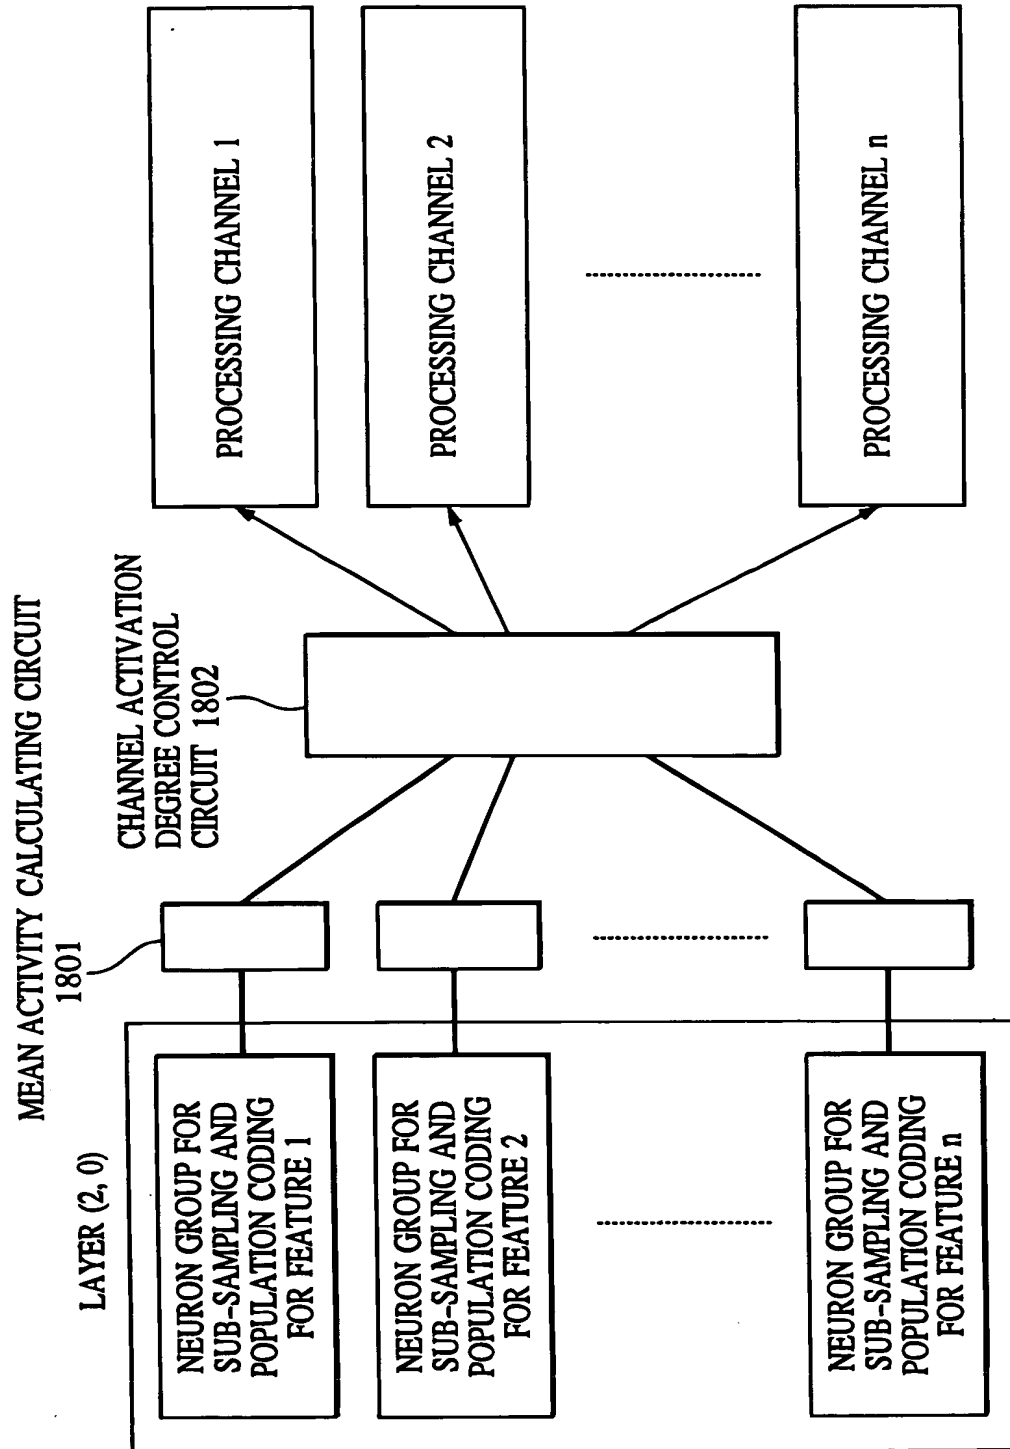 MEAN ACTIVITY CALCULATING CIRCUIT
1801
LAYER (2, 0)
CHANNEL ACTIVATION
DEGREE CONTROL
CIRCUIT 1802
NEURON GROUP FOR
SUB-SAMPLING AND
POPULATION CODING
FOR FEATURE 1
PROCESSING CHANNEL 1
NEURON GROUP FOR
SUB-SAMPLING AND
POPULATION CODING
FOR FEATURE 2
PROCESSING CHANNEL 2
NEURON GROUP FOR
SUB-SAMPLING AND
POPULATION CODING
FOR FEATURE n
PROCESSING CHANNEL n